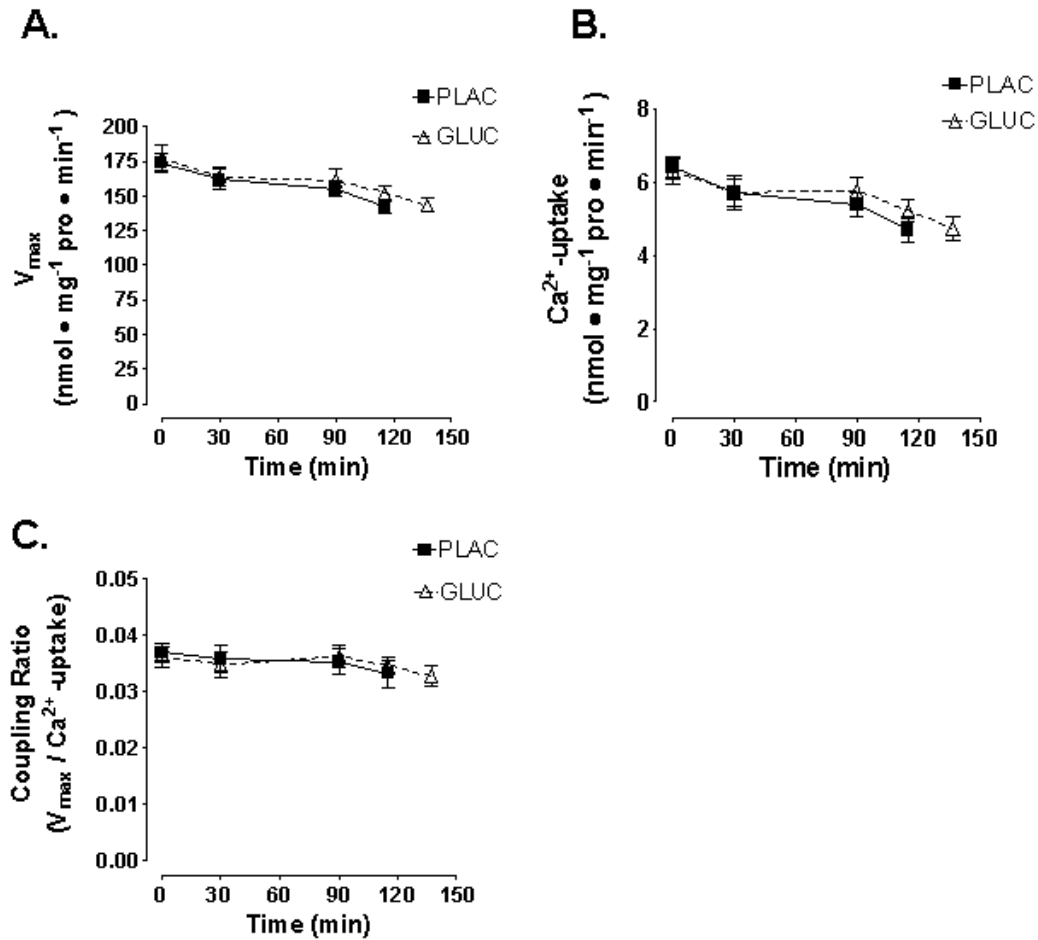 A.
PLAC
GLUC
200
175
150
125
100
75
50
25
0
Vmax
(nmol • mg-1 pro • min-1 )
0 30 60 90 120 150
Time (min)
B.
PLAC
GLUC
8
6
4
2
0
Ca2+-uptake
(nmol • mg-1 pro • min-1
0 30 60 90 120 150
Time (min)
C.
PLAC
GLUC
0.05
0.04
0.03
0.02
0.01
0.00
Coupling Ratio
(Vmax / Ca2+ -uptake)
0 30 60 90 120 150
Time (min)